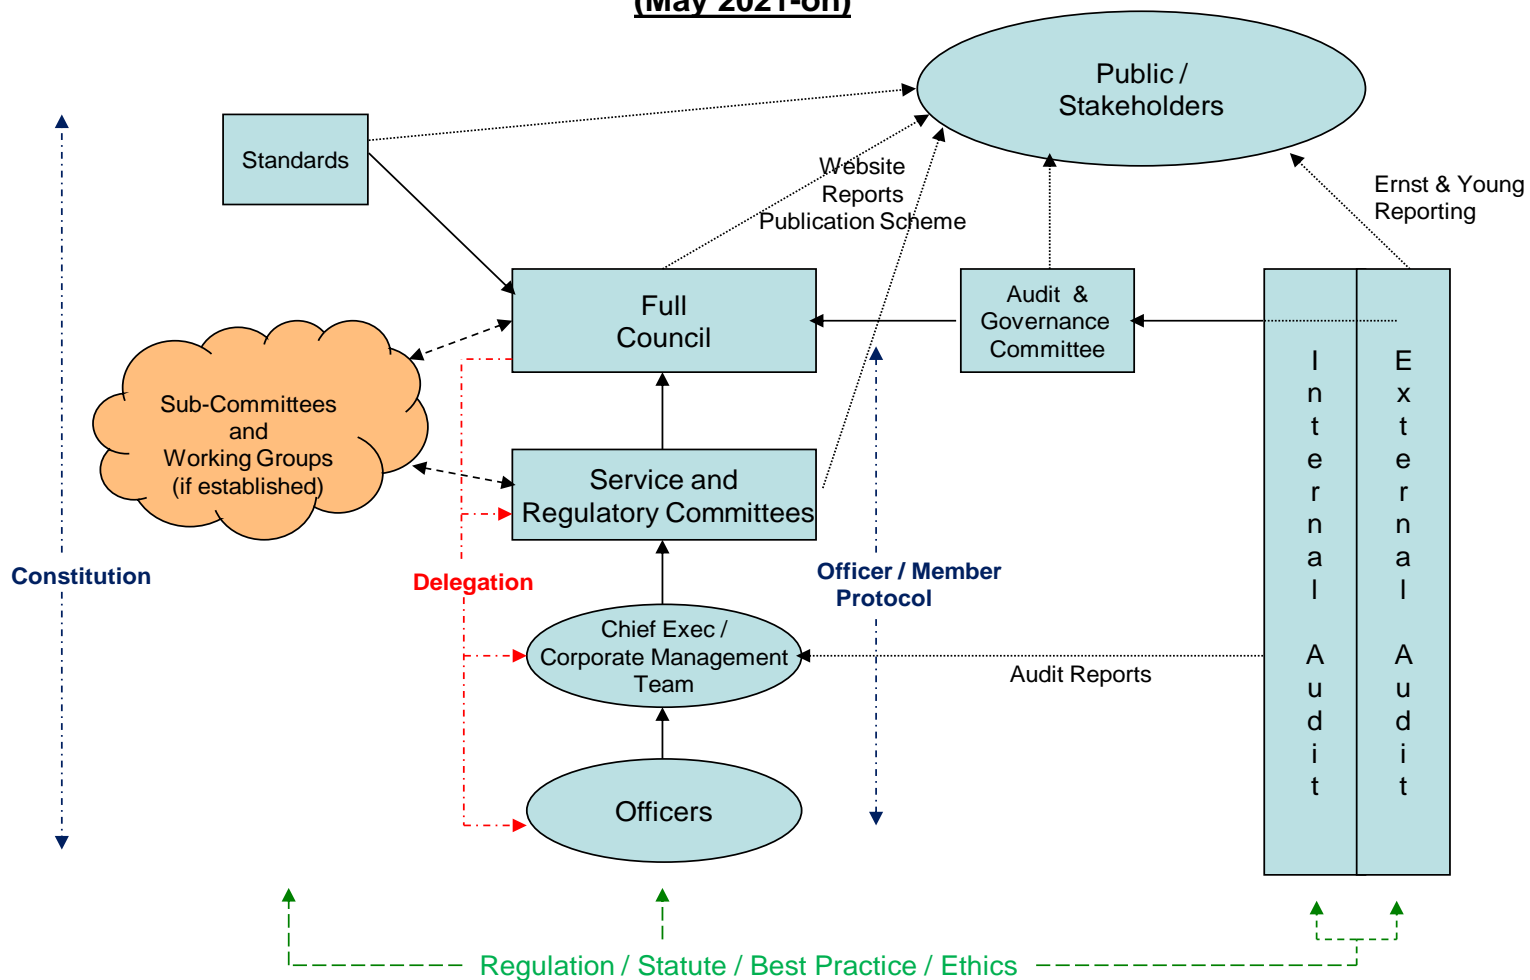 (May 2021-on)
Public /
Stakeholders
Standards
Website
Reports
Publication Scheme
Ernst & Young
Reporting
Full
Council
Audit &
Governance
Committee
Sub-Committees
and
Working Groups
(if established)
Service and
Regulatory Committees
Constitution
Delegation
Officer / Member
Protocol
Chief Exec /
Corporate Management
Team
Audit Reports
Officers
Internal Audit
External Audit
Regulation / Statute / Best Practice / Ethics